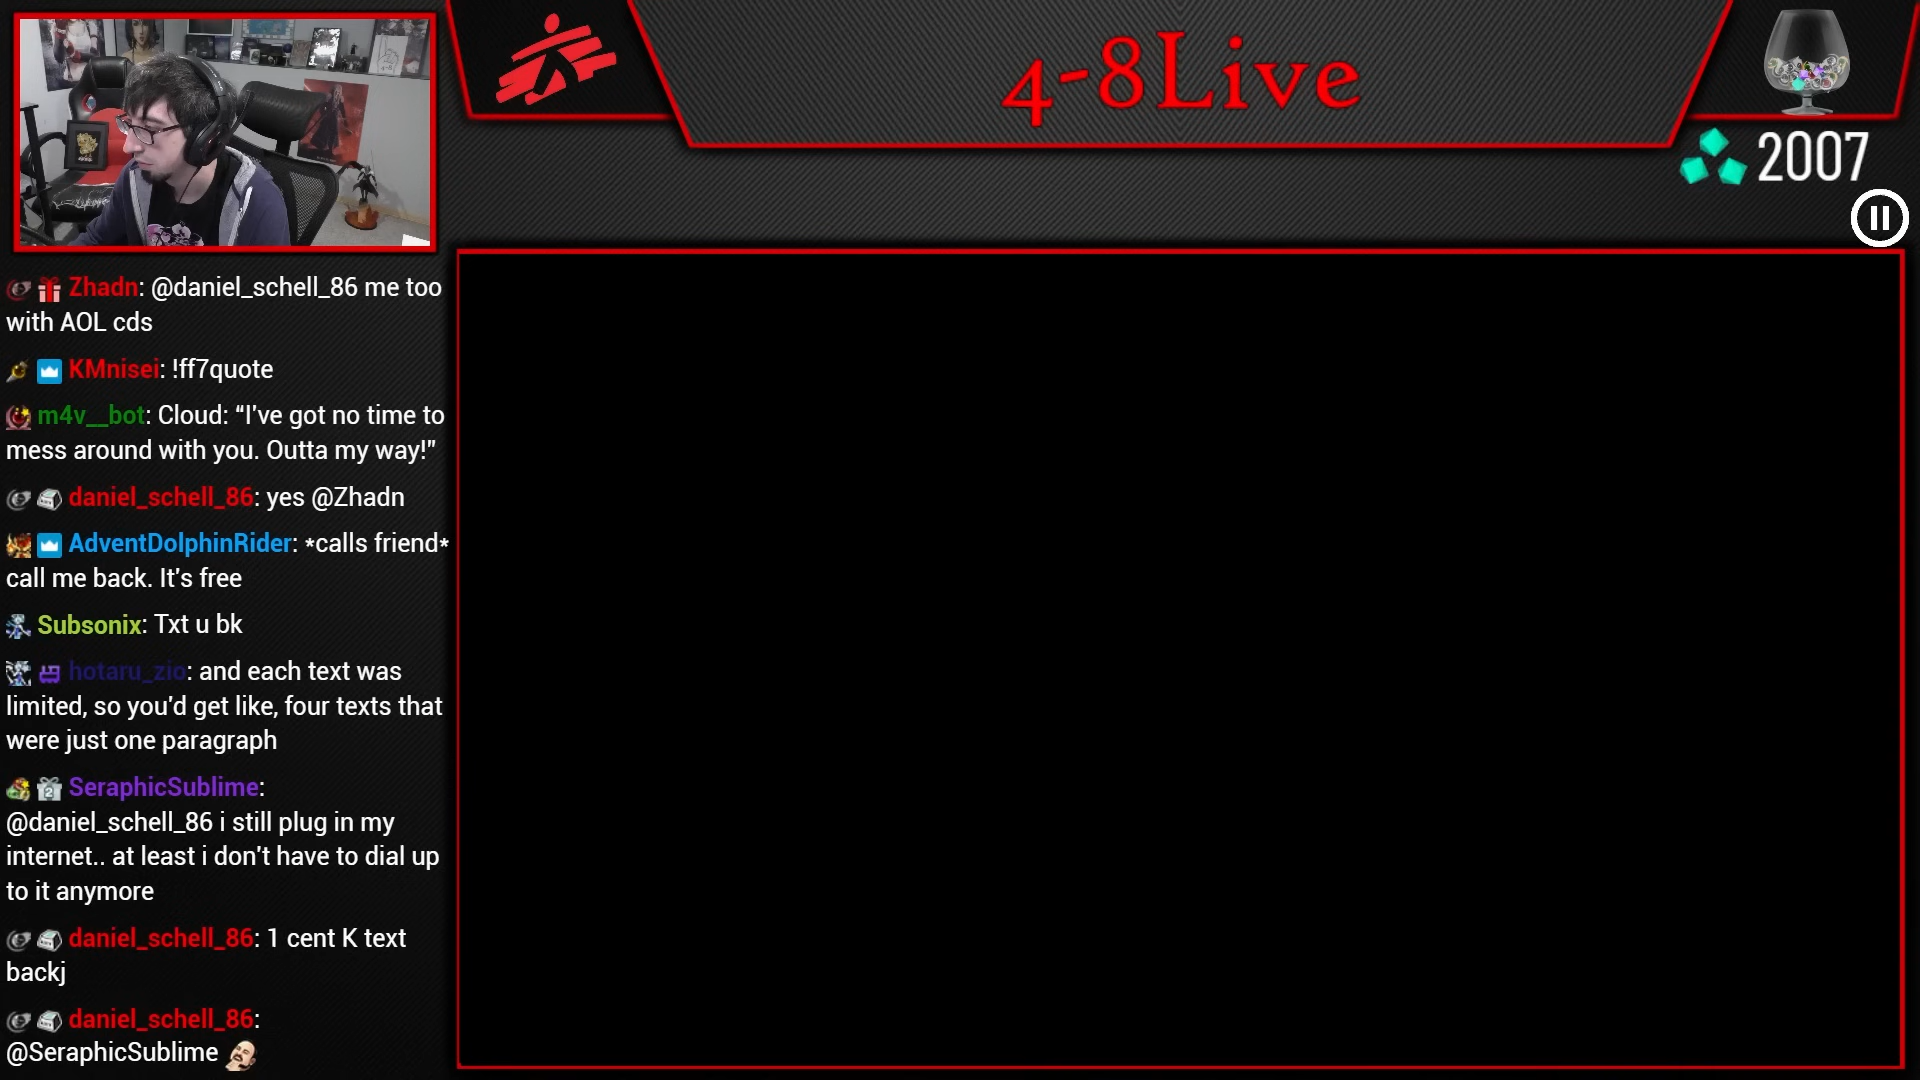 4-8Live
2007
Zhadn: @daniel_schell_86 me too
with AOL cds
KMnisei: !ff7quote
m4v__bot: Cloud: “I've got no time to
mess around with you. Outta my way!”
daniel_schell_86: yes @Zhadn
AdventDolphinRider: *calls friend*
call me back. It's free
Subsonix: Txt u bk
hotaru_zio: and each text was
limited, so you'd get like, four texts that
were just one paragraph
SeraphicSublime:
@daniel_schell_86 i still plug in my
internet.. at least i don't have to dial up
to it anymore
daniel_schell_86: 1 cent K text
backj
daniel_schell_86:
@SeraphicSublime